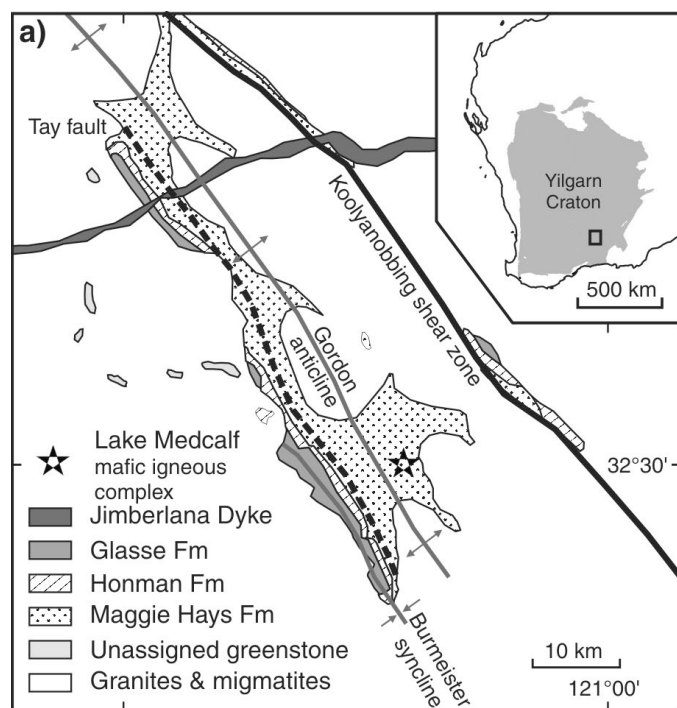 a)
Tay fault
Koolyanobbing shear zone
Gordon
anticline
Yilgarn
Craton
500 km
32°30'
Lake Medcalf
mafic igneous
complex
Jimberlana Dyke
Glasse Fm
Honman Fm
Maggie Hays Fm
Unassigned greenstone
Granites & migmatites
Burmeister
syncline
10 km
121°00'